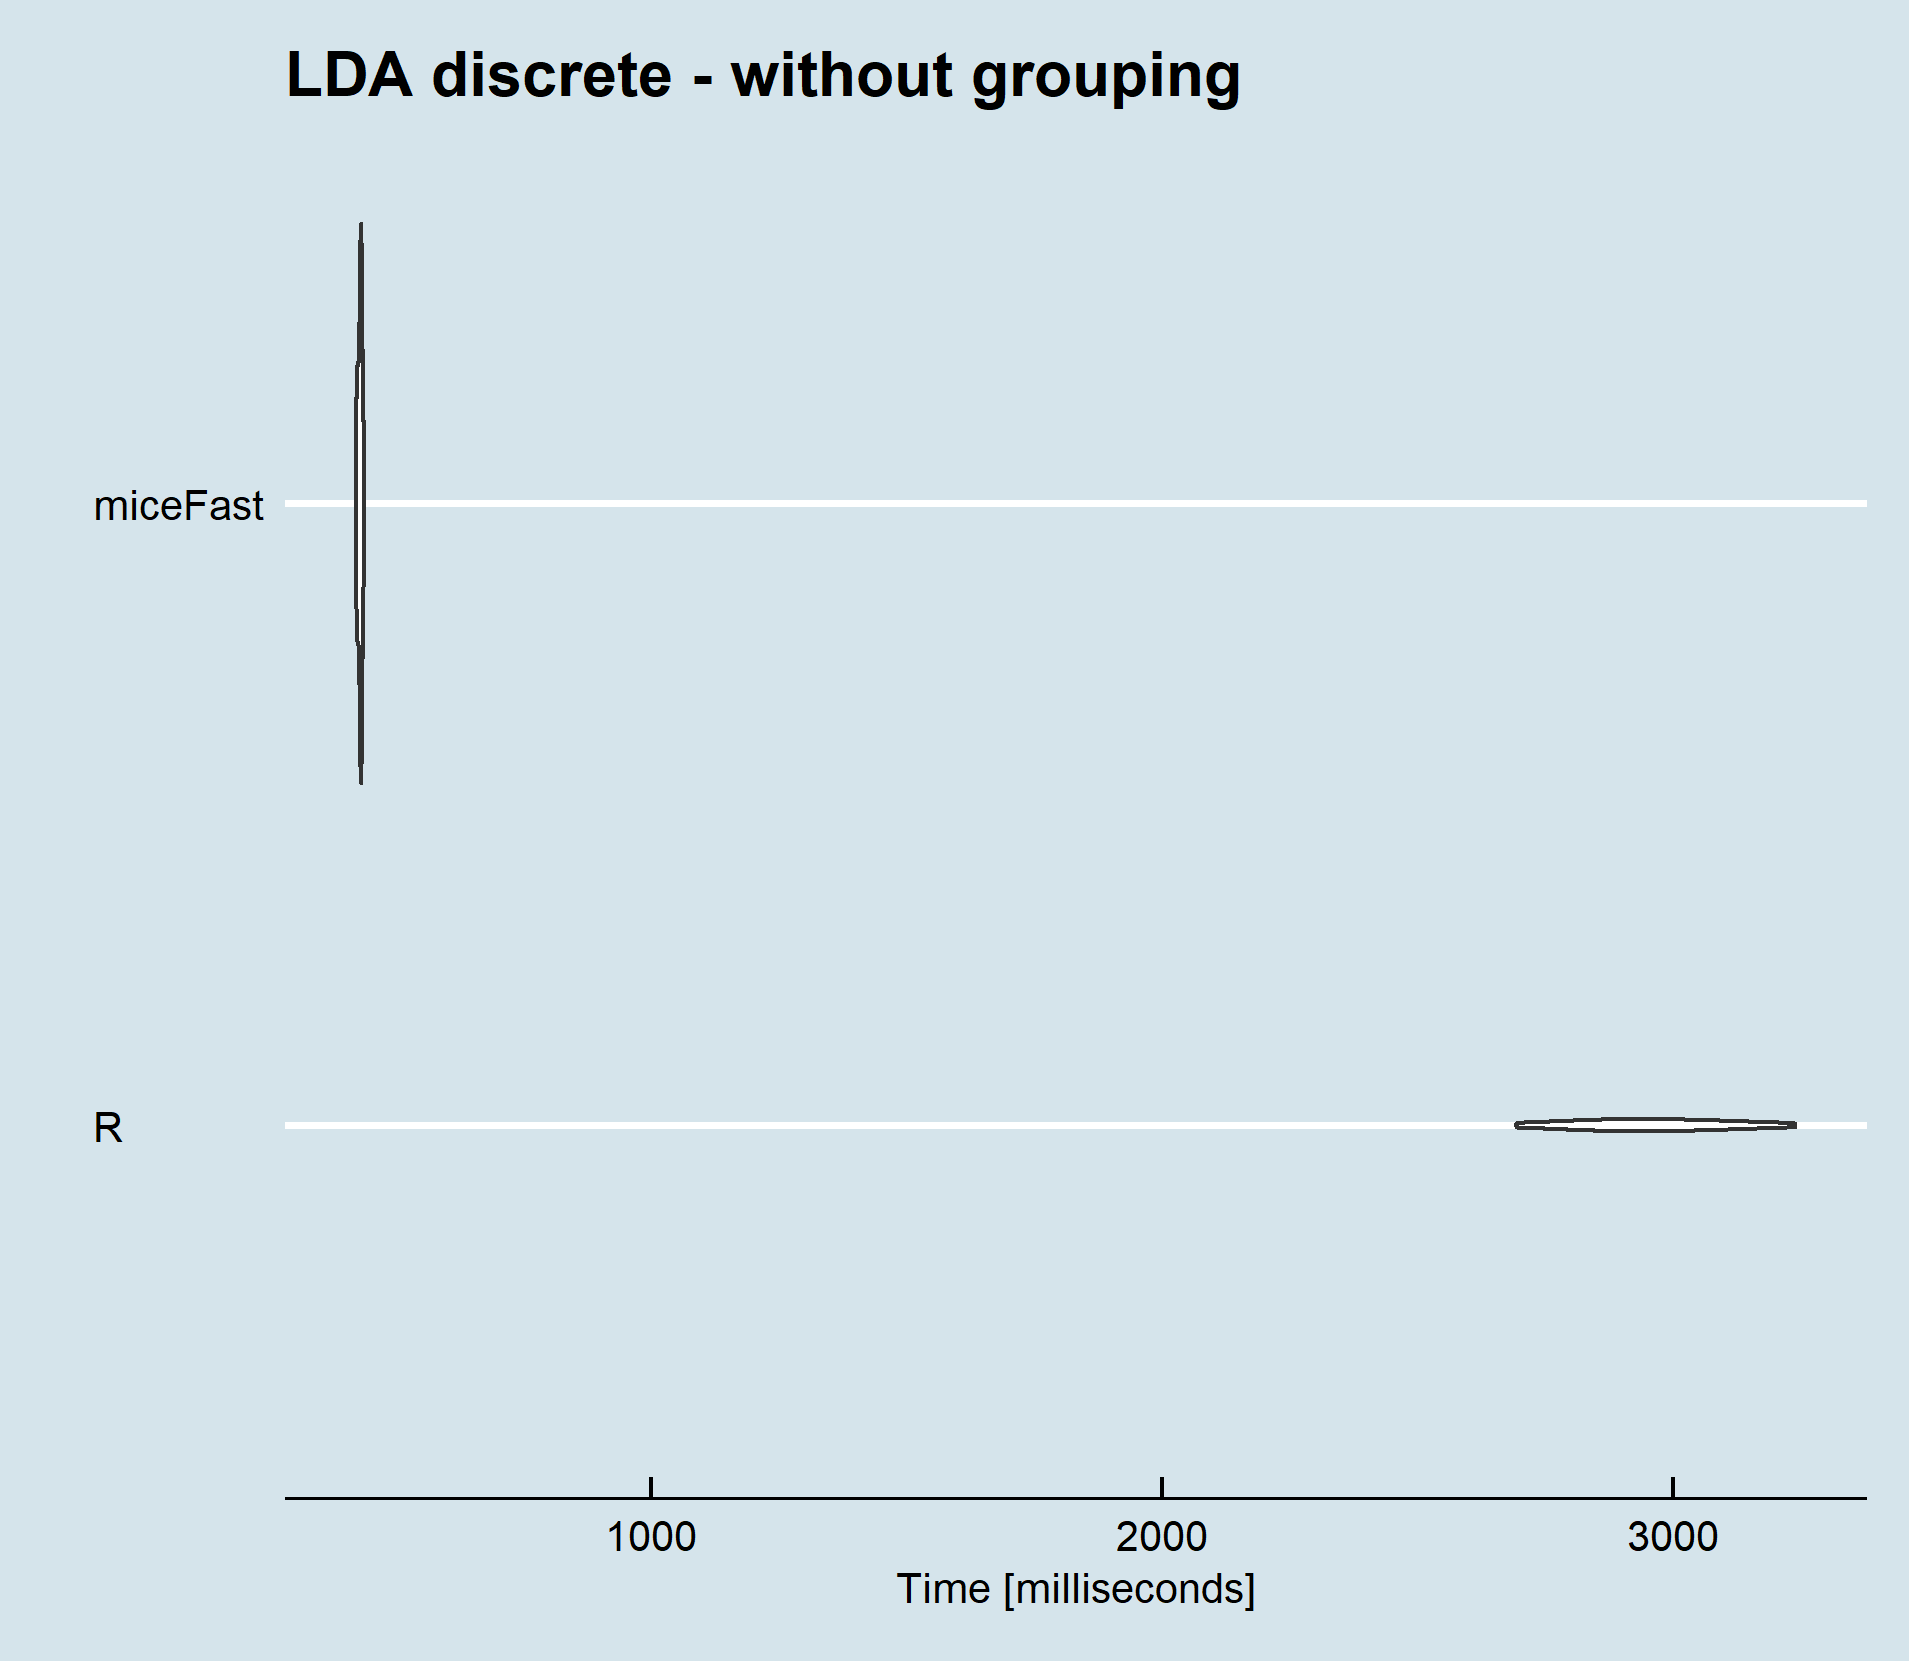 LDA discrete - without grouping
miceFast
R
1000 2000 3000
Time [milliseconds]